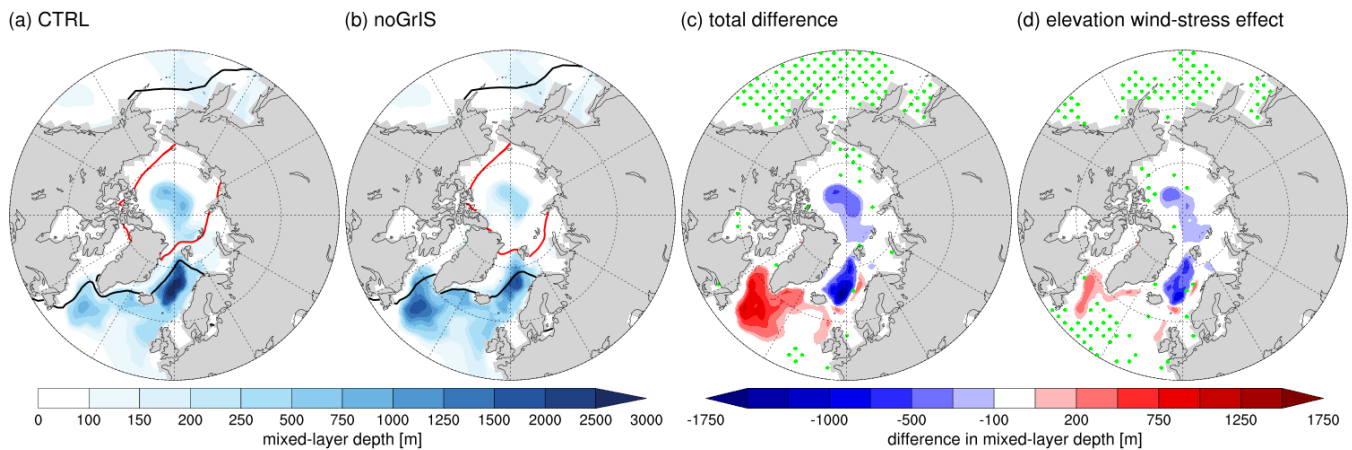 (a) CTRL
(b) noGrIS
(c) total difference
(d) elevation wind-stress effect
0 100 150 200 250 500 750 1000 1250 1500 2000 2500 3000
mixed-layer depth [m]
-1750 -1000 -500 -100 200 750 1250 1750
difference in mixed-layer depth [m]